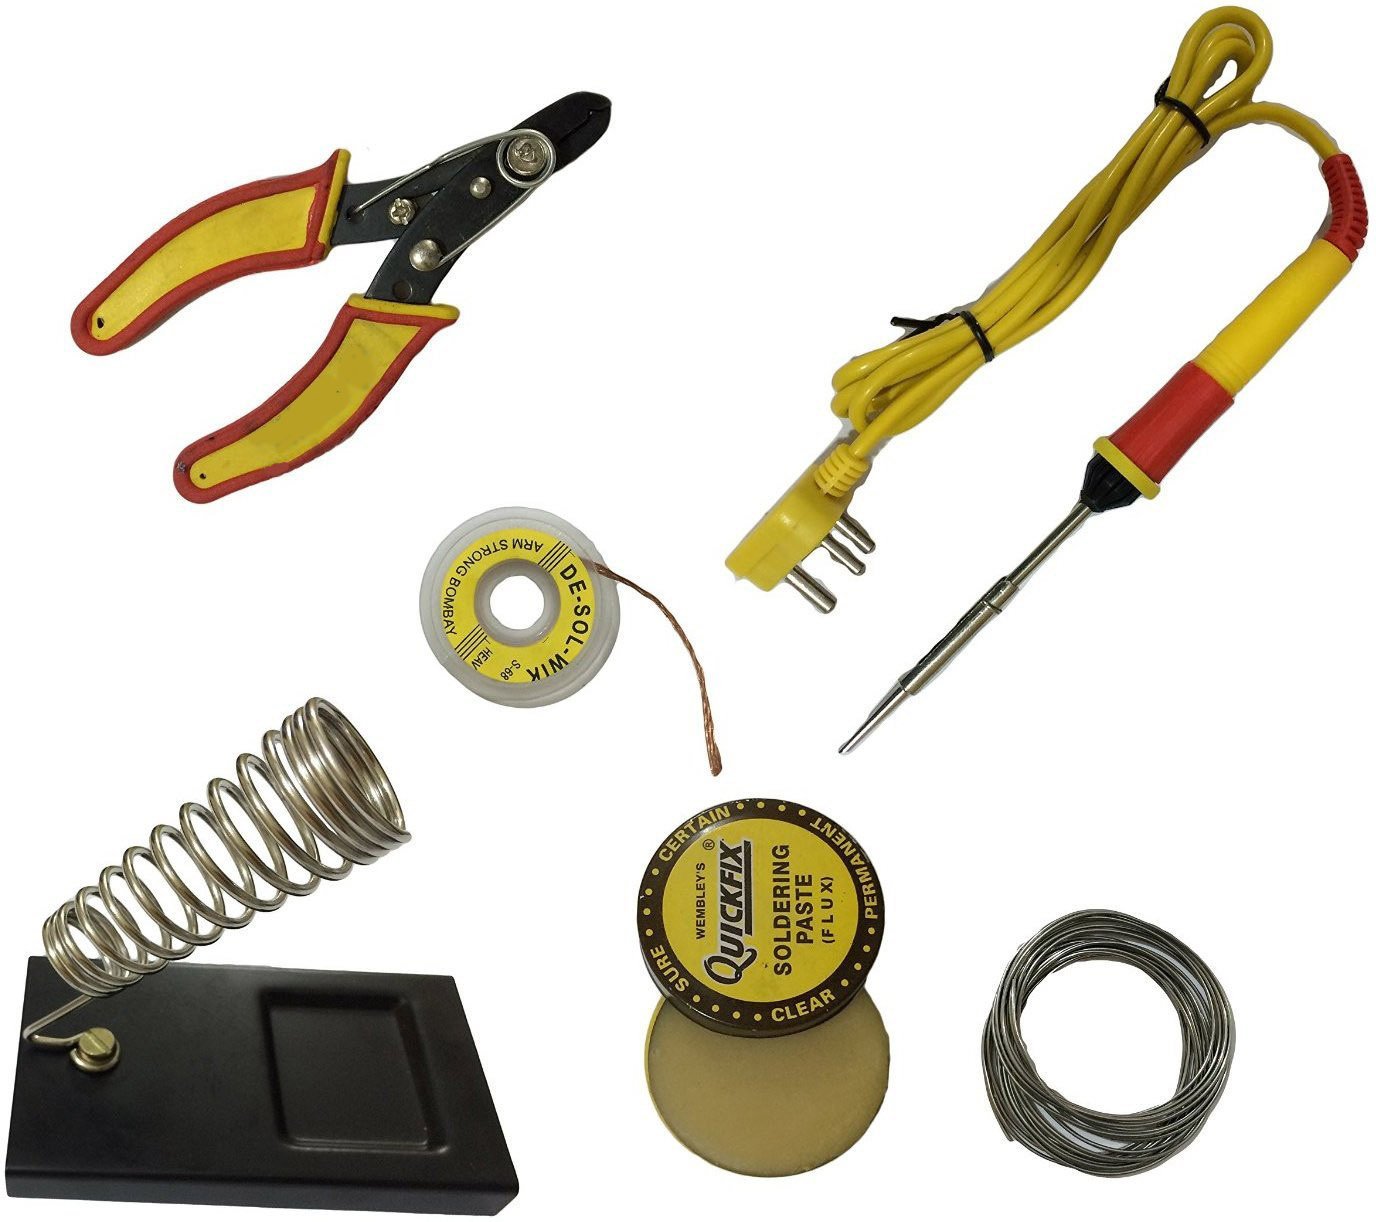 ARM STRONG BOMBAY
DE-SOL-WIK
HEAV
S-68
CERTAIN
PERMANENT
CLEAR
SURE
WEMBLEY'S
QUICKFIX ®
SOLDERING
PASTE
(FLUX)